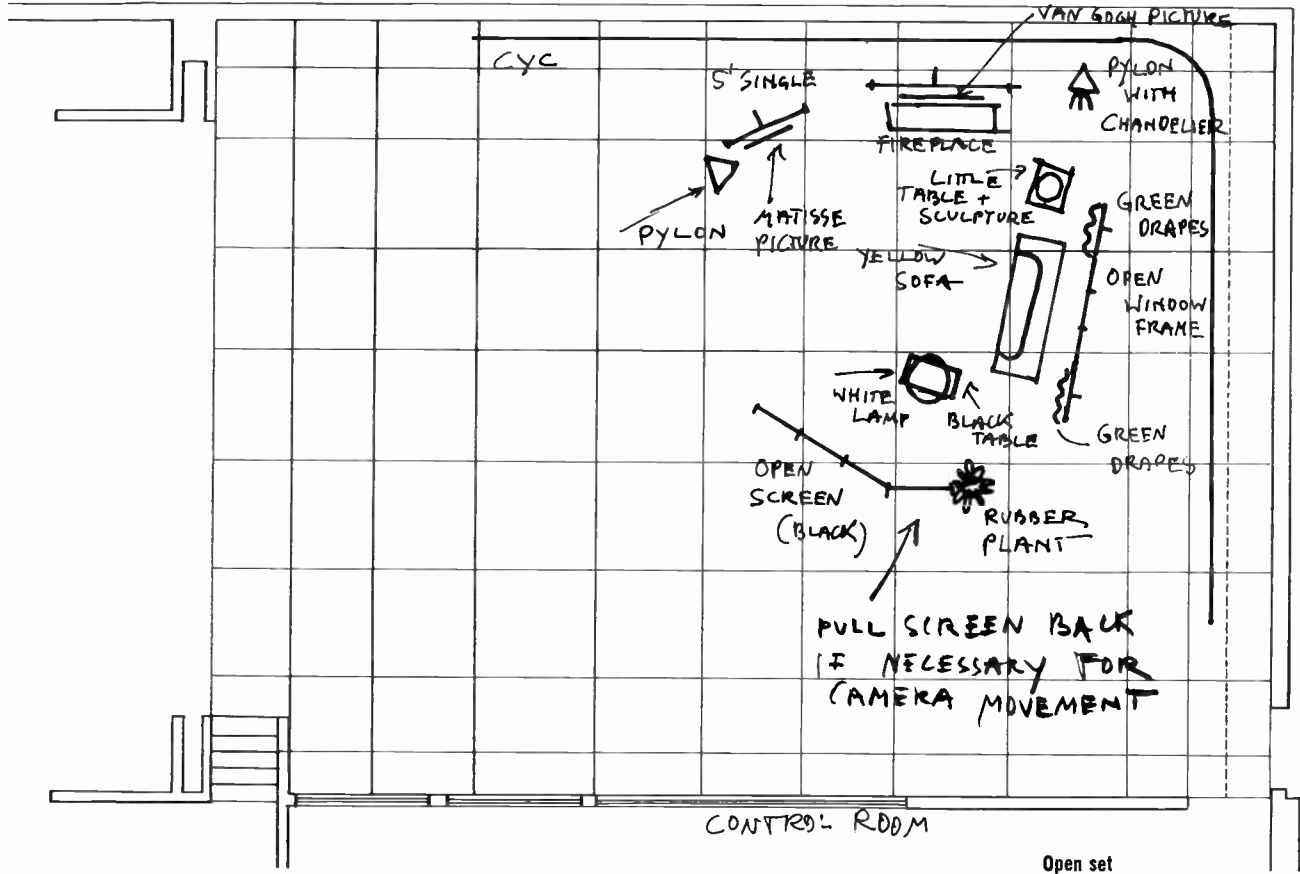 VAN GOGH PICTURE
CYC
5' SINGLE
PYLON
WITH
CHANDELIER
FIREPLACE
LITTLE
TABLE +
SCULPTURE
GREEN
DRAPES
PYLON
MATISSE
PICTURE
YELLOW
SOFA
OPEN
WINDOW
FRAME
WHITE
LAMP
BLACK
TABLE
GREEN
DRAPES
OPEN
SCREEN
(BLACK)
RUBBER
PLANT
PULL SCREEN BACK
IF NECESSARY FOR
CAMERA MOVEMENT
CONTROL ROOM
Open set